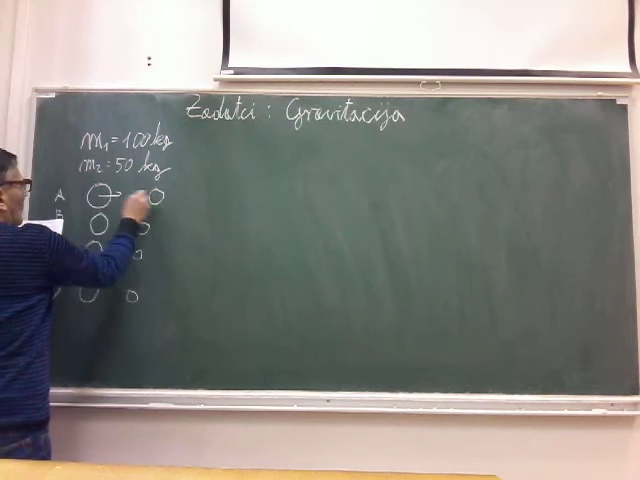 Zadatci : Gravitacija
m₁ = 100 kg
m₂ = 50 kg
A
B